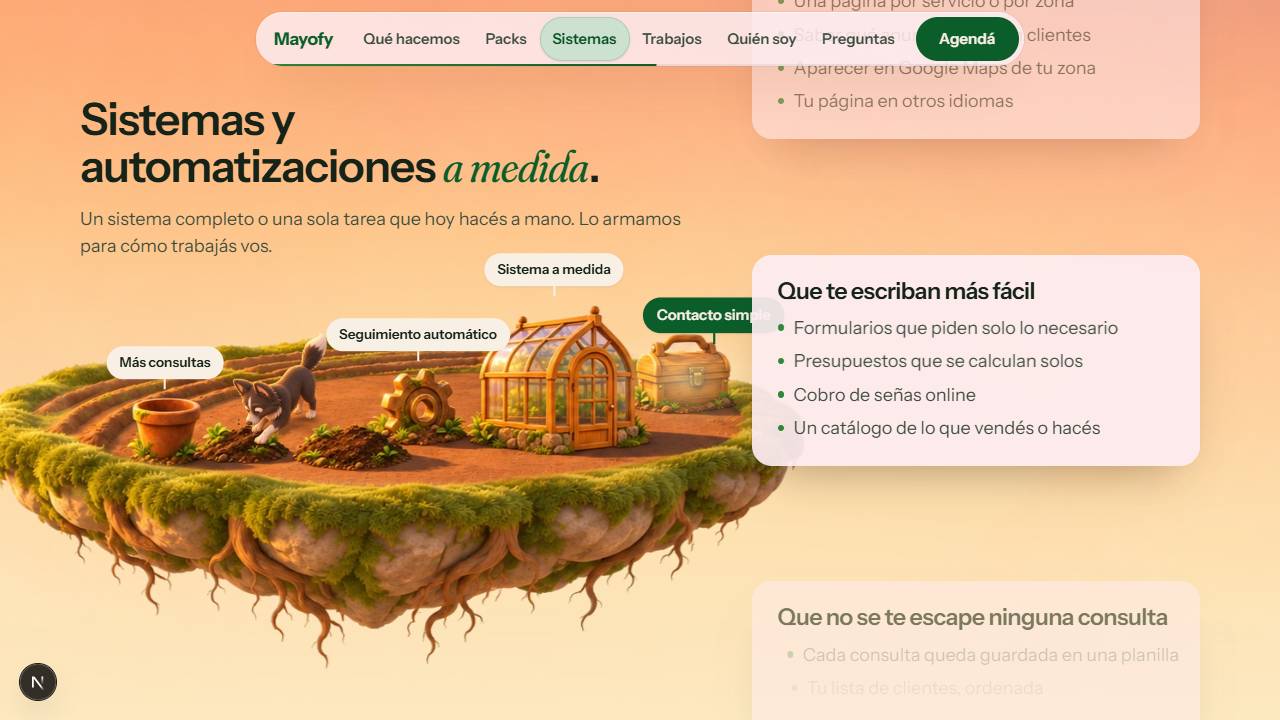 Mayofy
Qué hacemos
Packs
Sistemas
Trabajos
Quién soy
Preguntas
Agendá
Sistemas y
automatizaciones a medida.
Un sistema completo o una sola tarea que hoy hacés a mano. Lo armamos
para cómo trabajás vos.
Sistema a medida
Contacto simple
Seguimiento automático
Más consultas
Una página por servicio o por zona
clientes
Aparecer en Google Maps de tu zona
Tu página en otros idiomas
Que te escriban más fácil
Formularios que piden solo lo necesario
Presupuestos que se calculan solos
Cobro de señas online
Un catálogo de lo que vendés o hacés
Que no se te escape ninguna consulta
Cada consulta queda guardada en una planilla
Tu lista de clientes, ordenada
N